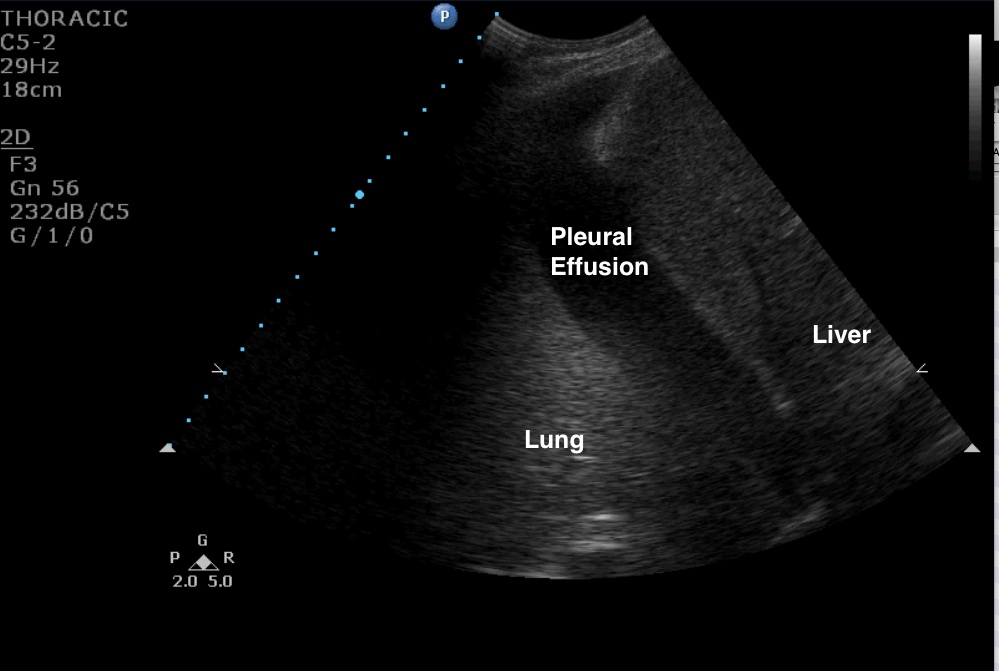 THORACIC
C5-2
29Hz
18cm
2D
F3
Gn 56
232dB/C5
G/1/0
P
Pleural
Effusion
Liver
Lung
G
P R
2.0 5.0